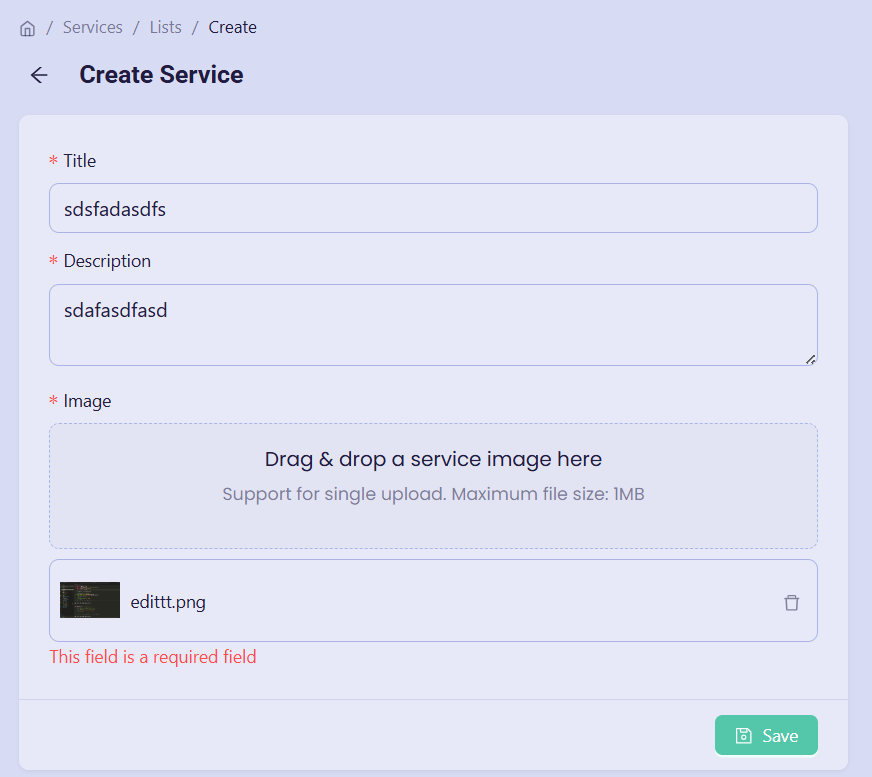 / Services / Lists / Create
Create Service
* Title
sdsfadasdfs
* Description
sdafasdfasd
* Image
Drag & drop a service image here
Support for single upload. Maximum file size: 1MB
edittt.png
This field is a required field
Save